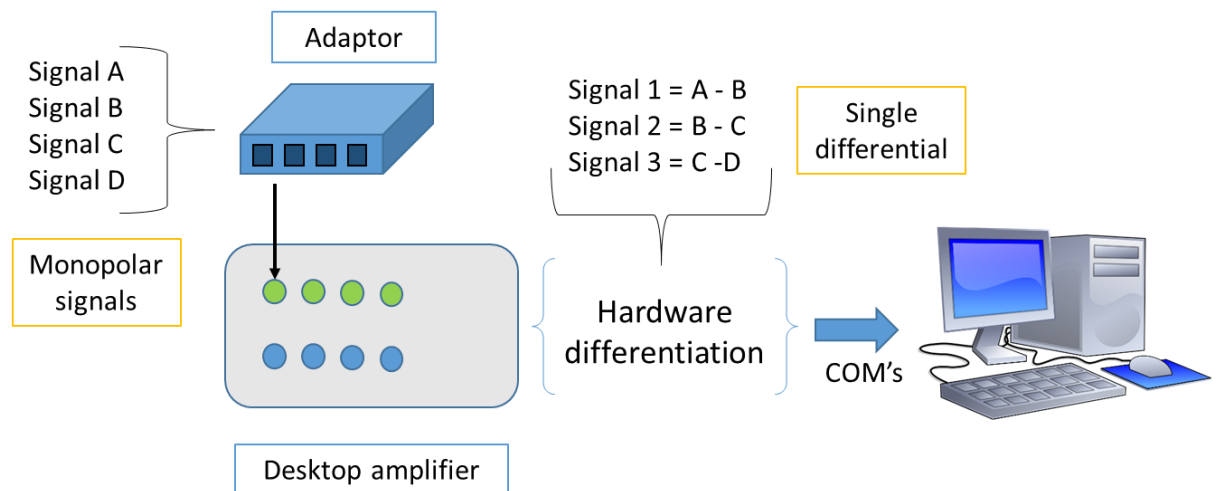 Adaptor
Signal A
Signal B
Signal C
Signal D
Monopolar
signals
Signal 1 = A - B
Signal 2 = B - C
Signal 3 = C -D
Single
differential
Hardware
differentiation
COM's
Desktop amplifier